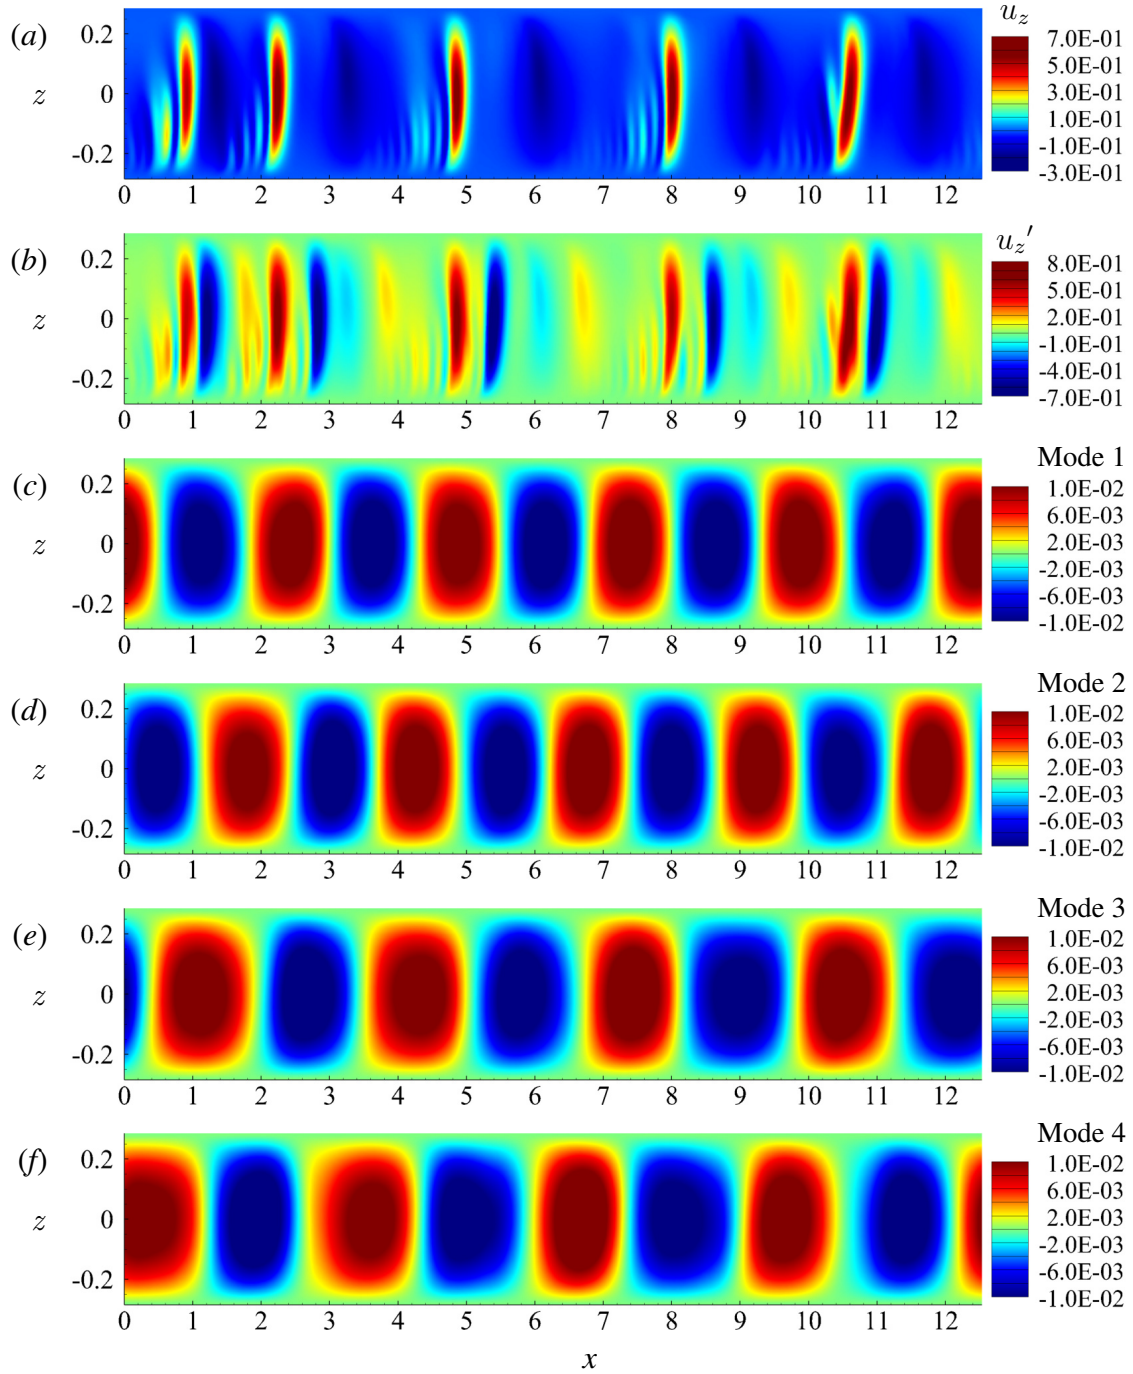 (a)
u_z
z
0.2
0
-0.2
0 1 2 3 4 5 6 7 8 9 10 11 12
7.0E-01
5.0E-01
3.0E-01
1.0E-01
-1.0E-01
-3.0E-01
(b)
u_z′
z
0.2
0
-0.2
0 1 2 3 4 5 6 7 8 9 10 11 12
8.0E-01
5.0E-01
2.0E-01
-1.0E-01
-4.0E-01
-7.0E-01
(c)
Mode 1
z
0.2
0
-0.2
0 1 2 3 4 5 6 7 8 9 10 11 12
1.0E-02
6.0E-03
2.0E-03
-2.0E-03
-6.0E-03
-1.0E-02
(d)
Mode 2
z
0.2
0
-0.2
0 1 2 3 4 5 6 7 8 9 10 11 12
1.0E-02
6.0E-03
2.0E-03
-2.0E-03
-6.0E-03
-1.0E-02
(e)
Mode 3
z
0.2
0
-0.2
0 1 2 3 4 5 6 7 8 9 10 11 12
1.0E-02
6.0E-03
2.0E-03
-2.0E-03
-6.0E-03
-1.0E-02
(f)
Mode 4
z
0.2
0
-0.2
0 1 2 3 4 5 6 7 8 9 10 11 12
1.0E-02
6.0E-03
2.0E-03
-2.0E-03
-6.0E-03
-1.0E-02
x